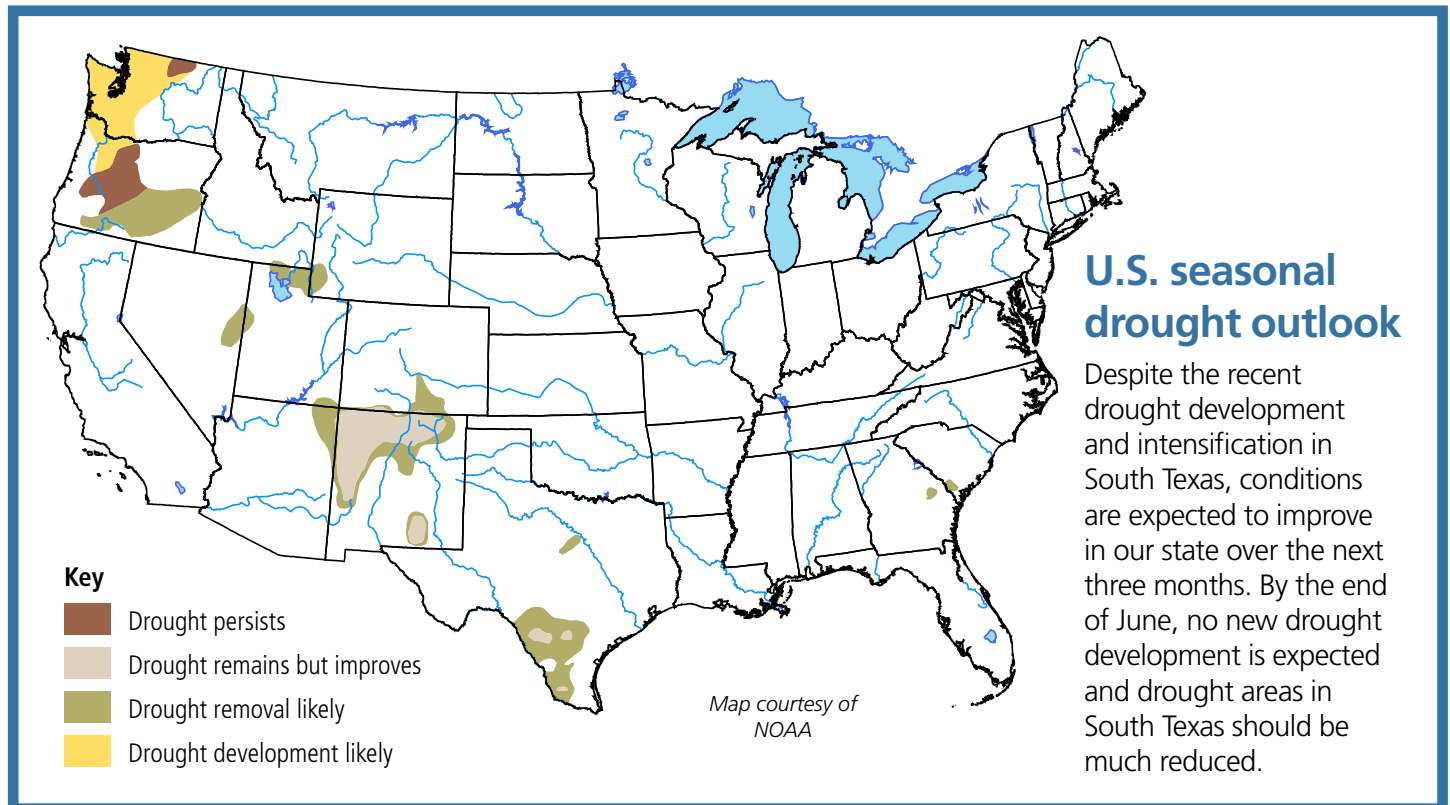 U.S. seasonal
drought outlook
Despite the recent
drought development
and intensification in
South Texas, conditions
are expected to improve
in our state over the next
three months. By the end
of June, no new drought
development is expected
and drought areas in
South Texas should be
much reduced.
Key
Drought persists
Drought remains but improves
Drought removal likely
Drought development likely
Map courtesy of
NOAA